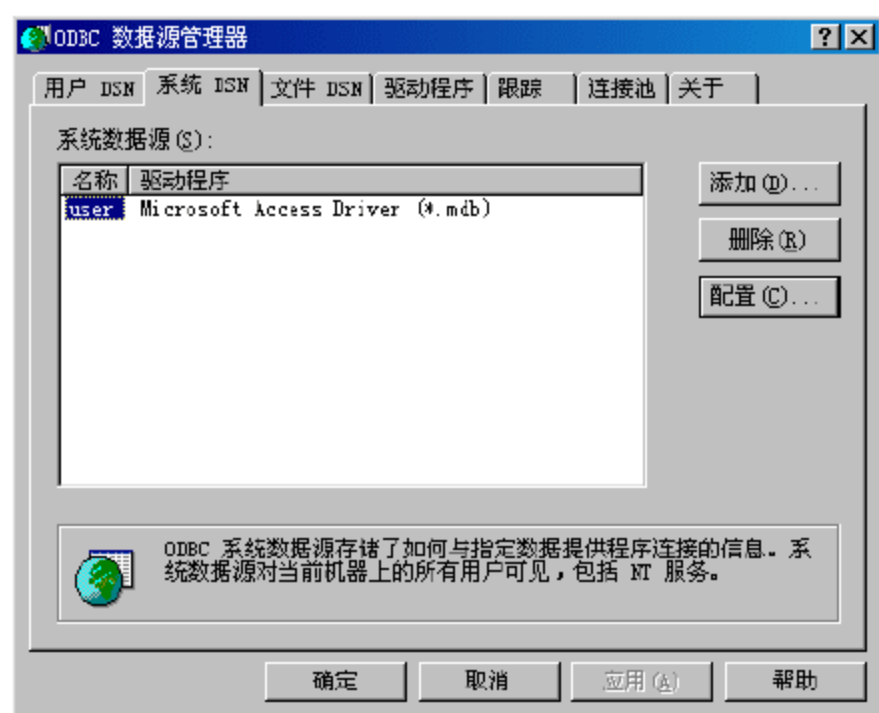 ODBC 数据源管理器
用户 DSN 系统 DSN 文件 DSN 驱动程序 跟踪 连接池 关于
系统数据源(S):
名称 驱动程序
user Microsoft Access Driver (*.mdb)
添加(D)...
删除(R)
配置(C)...
ODBC 系统数据源存储了如何与指定数据提供程序连接的信息。系
统数据源对当前机器上的所有用户可见，包括 NT 服务。
确定 取消 应用(A) 帮助